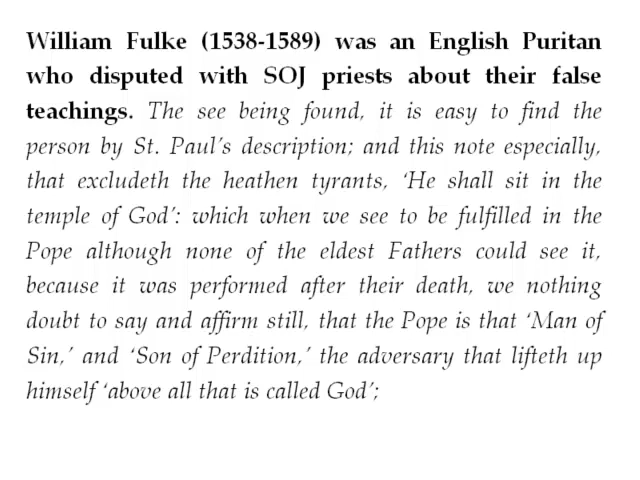 William Fulke (1538-1589) was an English Puritan
who disputed with SOJ priests about their false
teachings. The see being found, it is easy to find the
person by St. Paul's description; and this note especially,
that excludeth the heathen tyrants, ‘He shall sit in the
temple of God’: which when we see to be fulfilled in the
Pope although none of the eldest Fathers could see it,
because it was performed after their death, we nothing
doubt to say and affirm still, that the Pope is that ‘Man of
Sin,’ and ‘Son of Perdition,’ the adversary that lifteth up
himself ‘above all that is called God’;